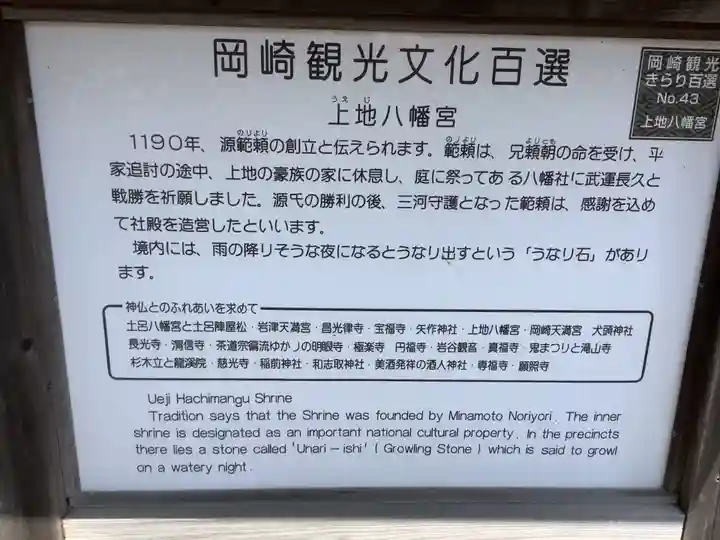 岡崎観光文化百選
岡崎観光
きらり百選
No.43
上地八幡宮
うえじ
上地八幡宮
のりより のりより よりとも
1190年、源範頼の創立と伝えられます。範頼は、兄頼朝の命を受け、平
家追討の途中、上地の豪族の家に休息し、庭に祭ってある八幡社に武運長久と
戦勝を祈願しました。源氏の勝利の後、三河守護となった範頼は、感謝を込め
て社殿を造営したといいます。
境内には、雨の降りそうな夜になるとうなり出すという「うなり石」があり
ます。
神仏とのふれあいを求めて
土呂八幡宮と土呂陣屋松・岩津天満宮・昌光律寺・宝福寺・矢作神社・上地八幡宮・岡崎天満宮 犬頭神社
長光寺・満信寺・茶道宗徧流ゆかりの明眼寺・極楽寺 円福寺・岩谷観音・真福寺・鬼まつりと滝山寺
杉木立と龍溪院・慈光寺・稲前神社・和志取神社・美酒発祥の酒人神社・専福寺・願照寺
Ueji Hachimangu Shrine
Tradition says that the Shrine was founded by Minamoto Noriyori. The inner
shrine is designated as an important national cultural property. In the precincts
there lies a stone called 'Unari-ishi' (Growling Stone) which is said to growl
on a watery night.